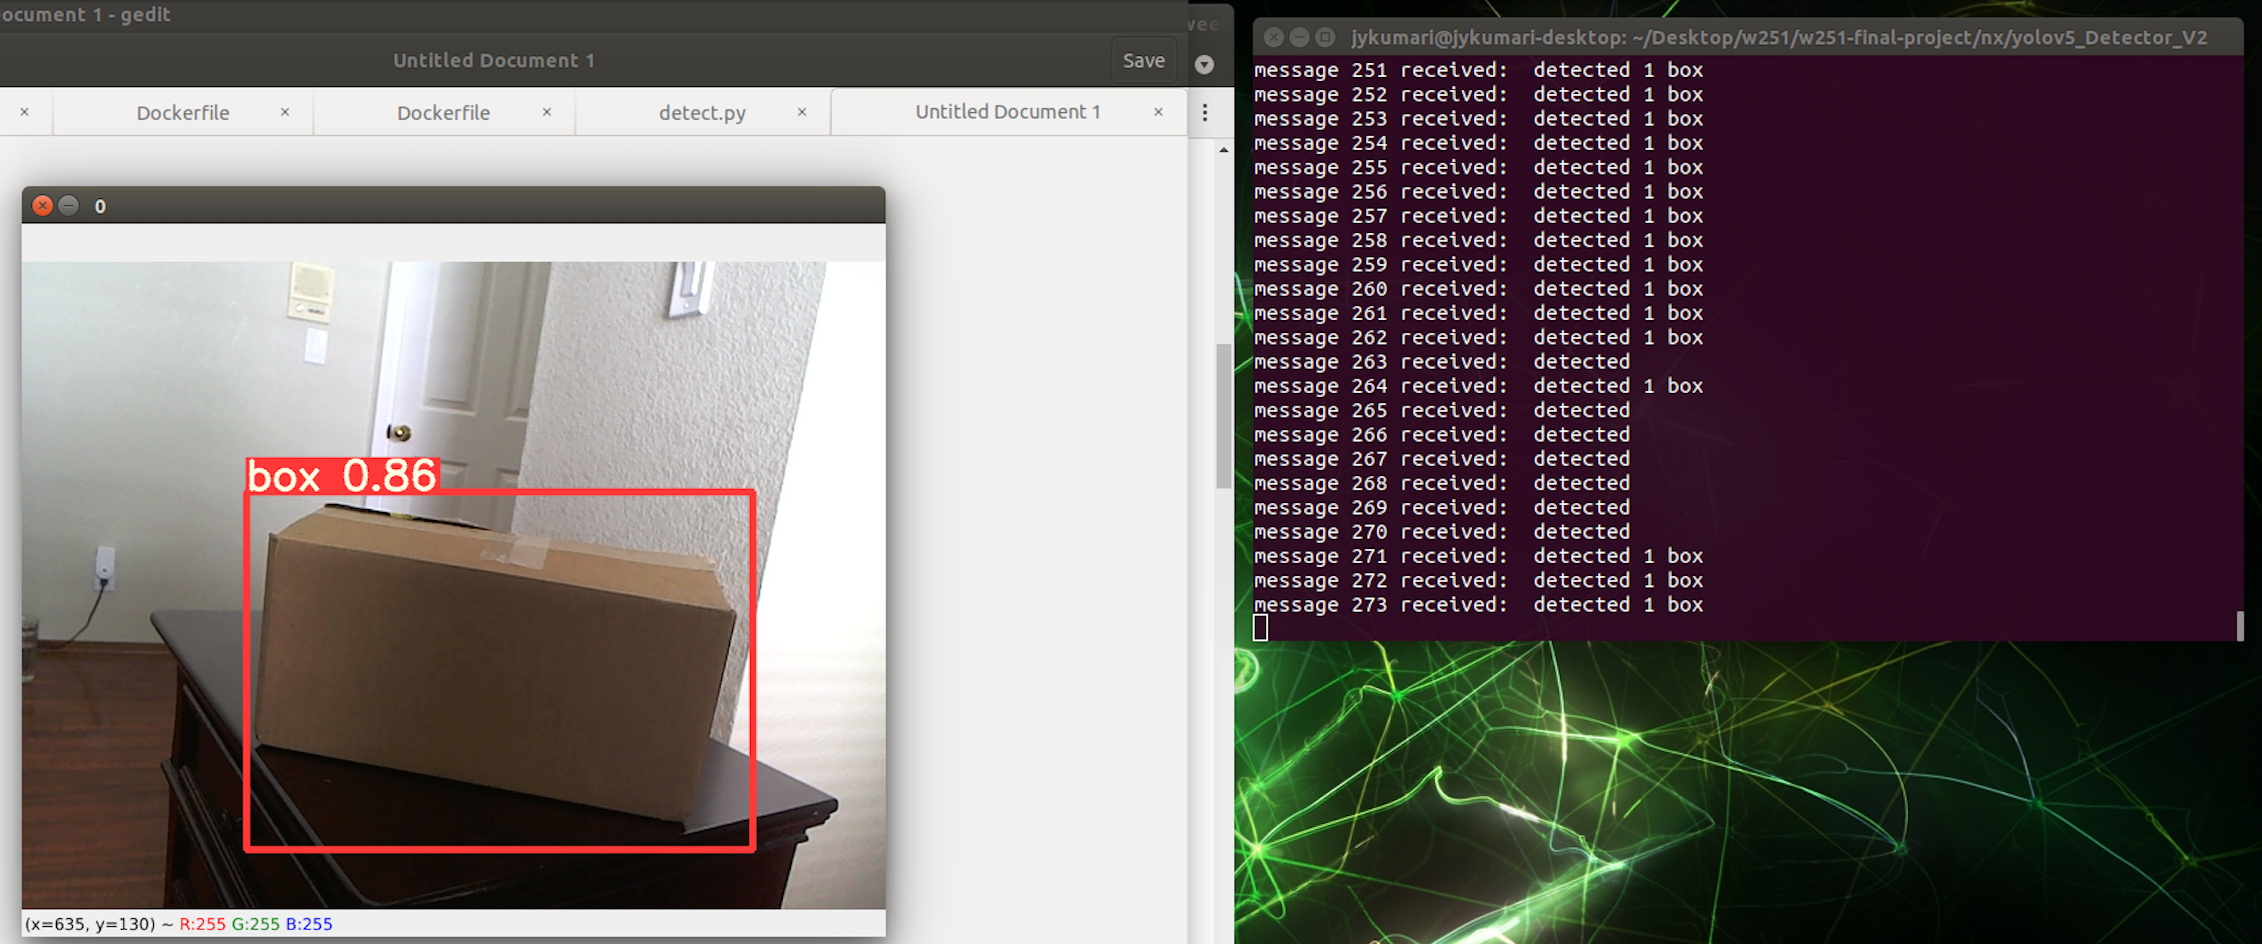 ocument 1 - gedit
Untitled Document 1
Save
Dockerfile
Dockerfile
detect.py
Untitled Document 1
0
box 0.86
(x=635, y=130) ~ R:255 G:255 B:255
jykumari@jykumari-desktop: ~/Desktop/w251/w251-final-project/nx/yolov5_Detector_V2
message 251 received:  detected 1 box
message 252 received:  detected 1 box
message 253 received:  detected 1 box
message 254 received:  detected 1 box
message 255 received:  detected 1 box
message 256 received:  detected 1 box
message 257 received:  detected 1 box
message 258 received:  detected 1 box
message 259 received:  detected 1 box
message 260 received:  detected 1 box
message 261 received:  detected 1 box
message 262 received:  detected 1 box
message 263 received:  detected
message 264 received:  detected 1 box
message 265 received:  detected
message 266 received:  detected
message 267 received:  detected
message 268 received:  detected
message 269 received:  detected
message 270 received:  detected
message 271 received:  detected 1 box
message 272 received:  detected 1 box
message 273 received:  detected 1 box